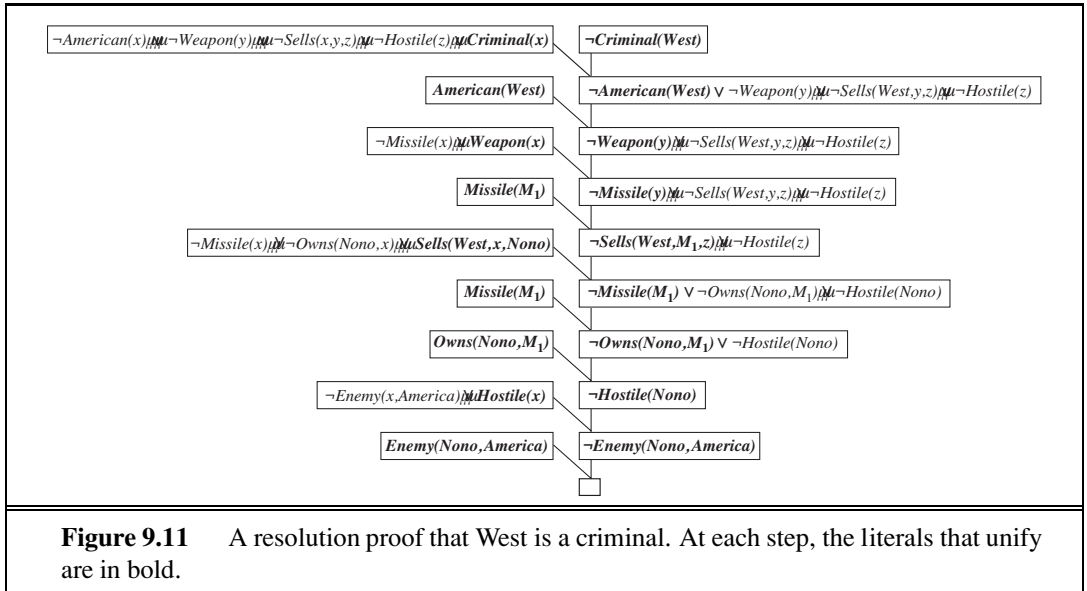 ¬American(x) ∨ ¬Weapon(y) ∨ ¬Sells(x,y,z) ∨ ¬Hostile(z) ∨ Criminal(x) ¬Criminal(West)
American(West) ¬American(West) ∨ ¬Weapon(y) ∨ ¬Sells(West,y,z) ∨ ¬Hostile(z)
¬Missile(x) ∨ Weapon(x) ¬Weapon(y) ∨ ¬Sells(West,y,z) ∨ ¬Hostile(z)
Missile(M₁) ¬Missile(y) ∨ ¬Sells(West,y,z) ∨ ¬Hostile(z)
¬Missile(x) ∨ ¬Owns(Nono,x) ∨ Sells(West,x,Nono) ¬Sells(West,M₁,z) ∨ ¬Hostile(z)
Missile(M₁) ¬Missile(M₁) ∨ ¬Owns(Nono,M₁) ∨ ¬Hostile(Nono)
Owns(Nono,M₁) ¬Owns(Nono,M₁) ∨ ¬Hostile(Nono)
¬Enemy(x,America) ∨ Hostile(x) ¬Hostile(Nono)
Enemy(Nono,America) ¬Enemy(Nono,America)
Figure 9.11 A resolution proof that West is a criminal. At each step, the literals that unify
are in bold.